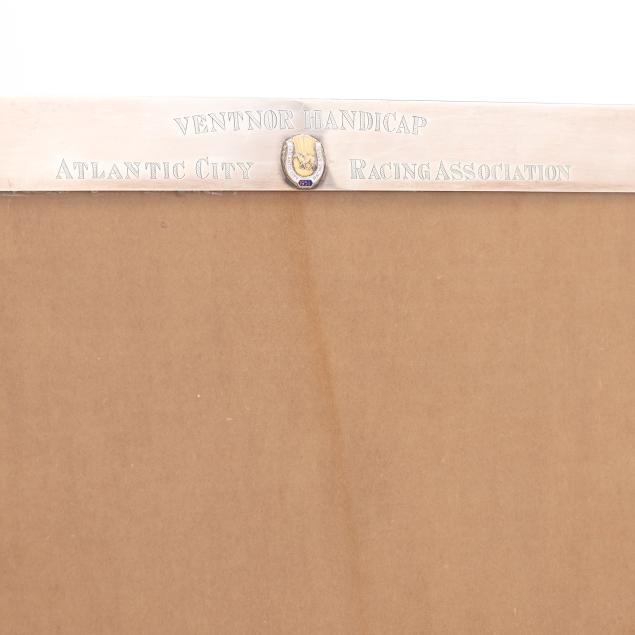 VENTNOR HANDICAP
ATLANTIC CITY RACING ASSOCIATION